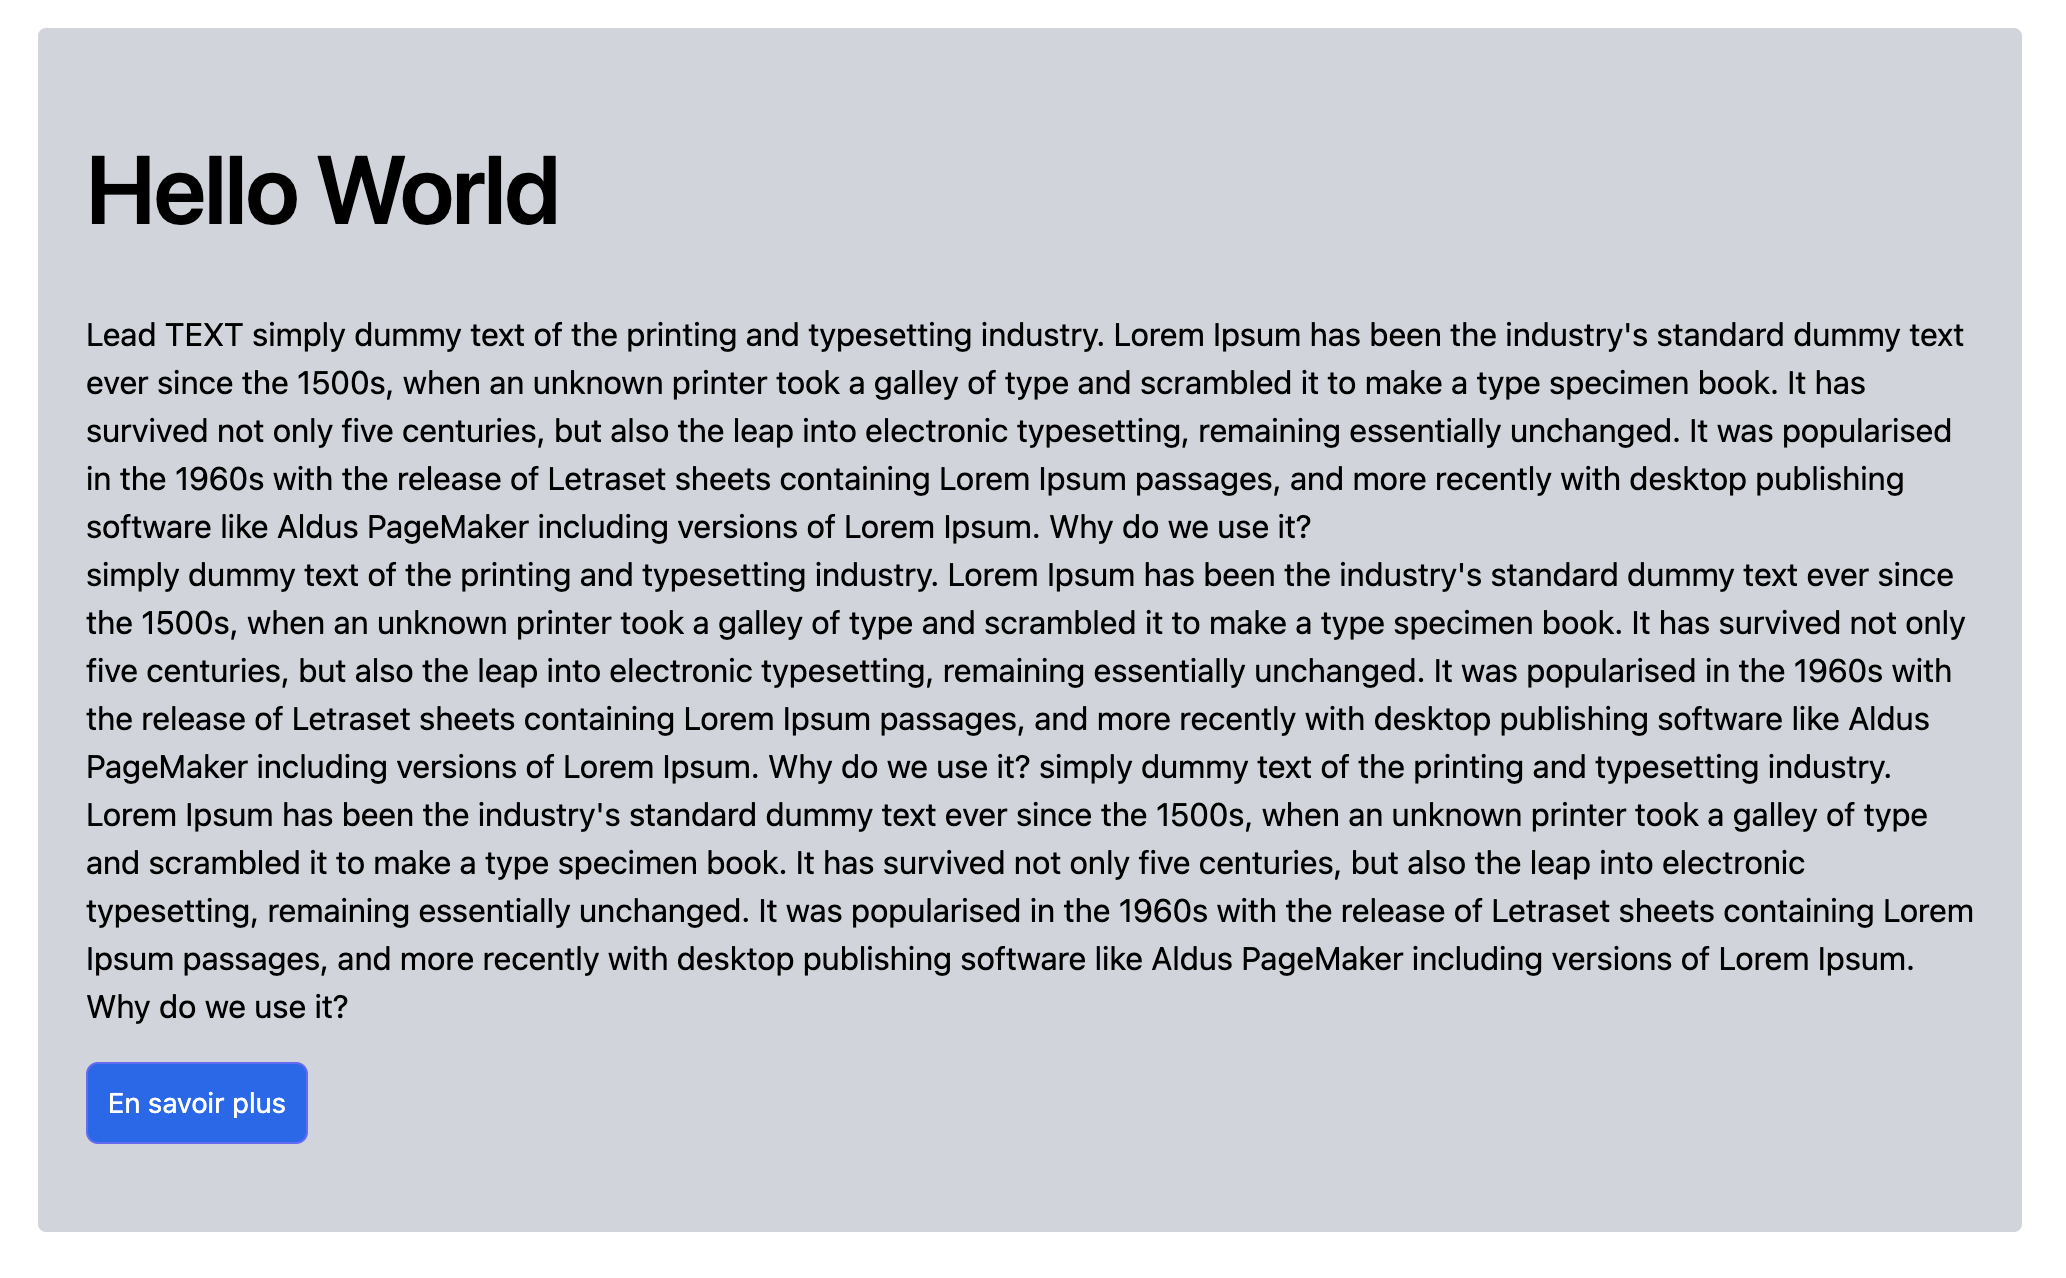 Hello World
Lead TEXT simply dummy text of the printing and typesetting industry. Lorem Ipsum has been the industry's standard dummy text
ever since the 1500s, when an unknown printer took a galley of type and scrambled it to make a type specimen book. It has
survived not only five centuries, but also the leap into electronic typesetting, remaining essentially unchanged. It was popularised
in the 1960s with the release of Letraset sheets containing Lorem Ipsum passages, and more recently with desktop publishing
software like Aldus PageMaker including versions of Lorem Ipsum. Why do we use it?
simply dummy text of the printing and typesetting industry. Lorem Ipsum has been the industry's standard dummy text ever since
the 1500s, when an unknown printer took a galley of type and scrambled it to make a type specimen book. It has survived not only
five centuries, but also the leap into electronic typesetting, remaining essentially unchanged. It was popularised in the 1960s with
the release of Letraset sheets containing Lorem Ipsum passages, and more recently with desktop publishing software like Aldus
PageMaker including versions of Lorem Ipsum. Why do we use it? simply dummy text of the printing and typesetting industry.
Lorem Ipsum has been the industry's standard dummy text ever since the 1500s, when an unknown printer took a galley of type
and scrambled it to make a type specimen book. It has survived not only five centuries, but also the leap into electronic
typesetting, remaining essentially unchanged. It was popularised in the 1960s with the release of Letraset sheets containing Lorem
Ipsum passages, and more recently with desktop publishing software like Aldus PageMaker including versions of Lorem Ipsum.
Why do we use it?
En savoir plus